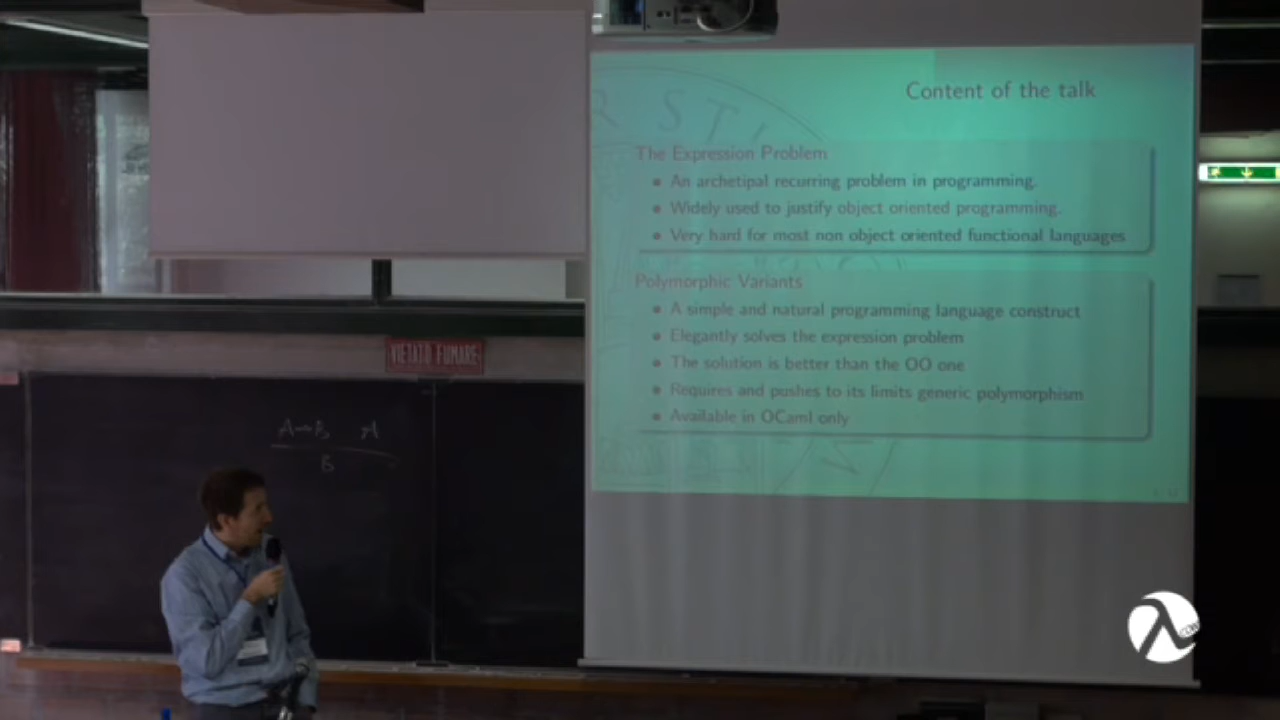 Content of the talk
The Expression Problem
An archetipal recurring problem in programming.
Widely used to justify object oriented programming.
Very hard for most non object oriented functional languages
Polymorphic Variants
A simple and natural programming language construct
Elegantly solves the expression problem
The solution is better than the OO one
Requires and pushes to its limits generic polymorphism
Available in OCaml only
VIETATO FUMARE
A→B A
B
λ